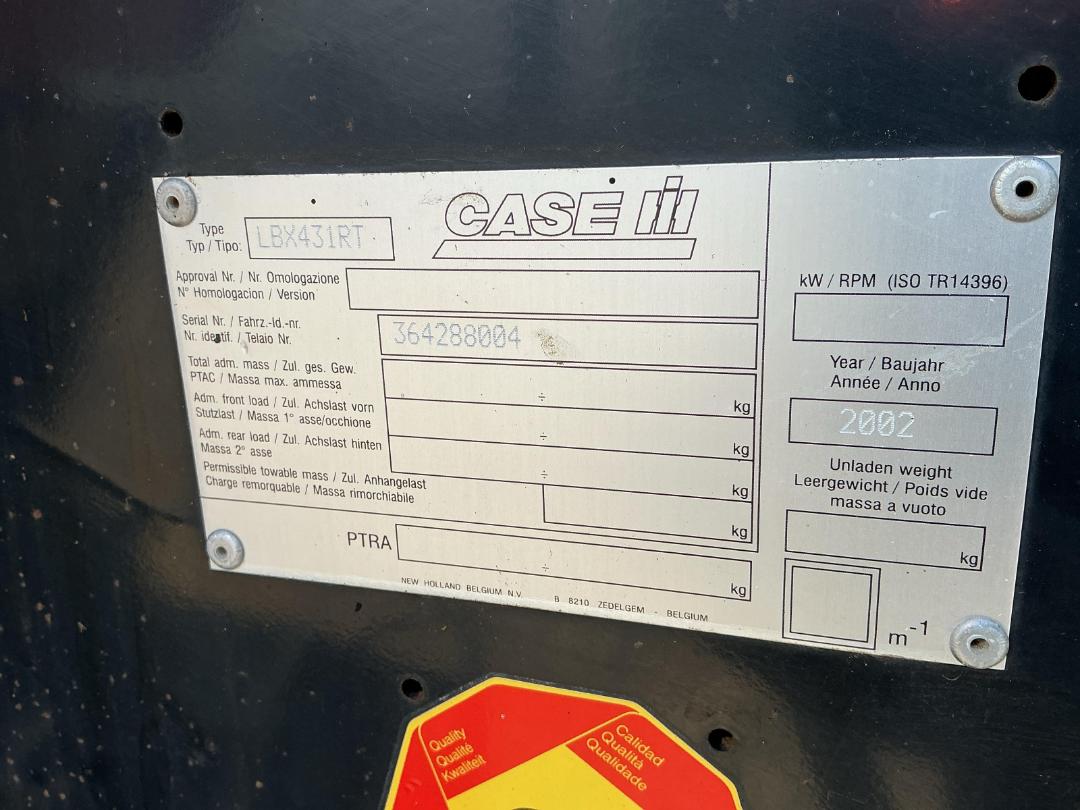 CASE IH
Type
Typ / Tipo:
LBX431RT
Approval Nr. / Nr. Omologazione
N° Homologacion / Version
Serial Nr. / Fahrz.-Id.-nr.
Nr. identif. / Telaio Nr.
364288004
Total adm. mass / Zul. ges. Gew.
PTAC / Massa max. ammessa
÷ kg
Adm. front load / Zul. Achslast vorn
Stutzlast / Massa 1° asse/occhione
÷ kg
Adm. rear load / Zul. Achslast hinten
Massa 2° asse
÷ kg
Permissible towable mass / Zul. Anhangelast
Charge remorquable / Massa rimorchiabile
kg
PTRA
÷ kg
NEW HOLLAND BELGIUM N.V. B 8210 ZEDELGEM - BELGIUM
kW / RPM (ISO TR14396)
Year / Baujahr
Année / Anno
2002
Unladen weight
Leergewicht / Poids vide
massa a vuoto
kg
m-1
Quality
Qualité
Kwaliteit
Calidad
Qualità
Qualidade